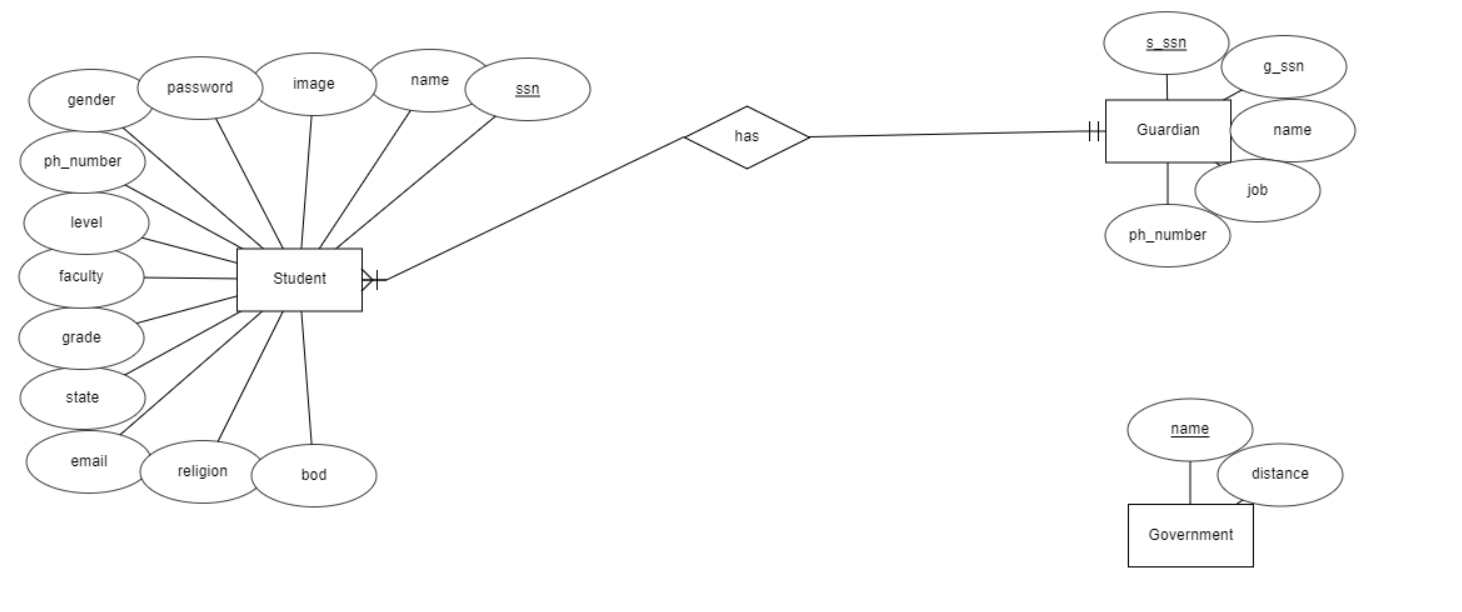 s_ssn
g_ssn
name
job
ph_number
Guardian
has
ssn
name
image
password
gender
ph_number
level
faculty
grade
state
email
religion
bod
Student
name
distance
Government